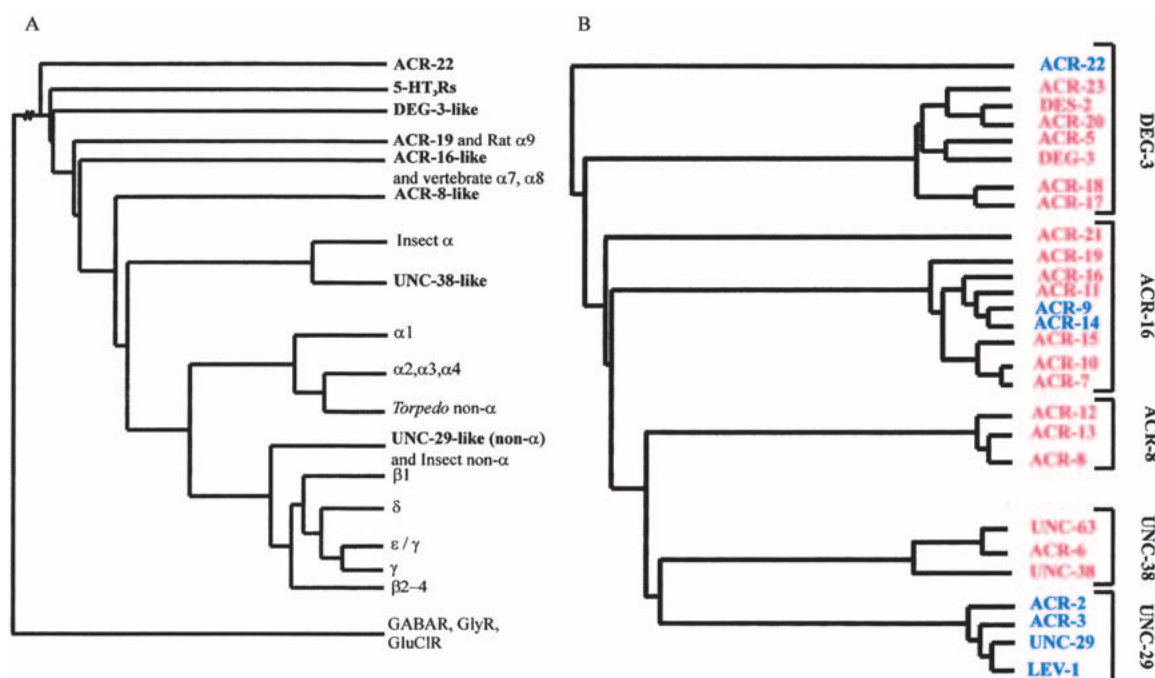 A
ACR-22
5-HT₃Rs
DEG-3-like
ACR-19 and Rat α9
ACR-16-like
and vertebrate α7, α8
ACR-8-like
Insect α
UNC-38-like
α1
α2,α3,α4
Torpedo non-α
UNC-29-like (non-α)
and Insect non-α
β1
δ
ε / γ
γ
β2–4
GABAR, GlyR,
GluClR
B
ACR-22
ACR-23
DES-2
ACR-20
ACR-5
DEG-3
ACR-18
ACR-17
DEG-3
ACR-21
ACR-19
ACR-16
ACR-11
ACR-9
ACR-14
ACR-15
ACR-10
ACR-7
ACR-16
ACR-12
ACR-13
ACR-8
ACR-8
UNC-63
ACR-6
UNC-38
UNC-38
ACR-2
ACR-3
UNC-29
LEV-1
UNC-29